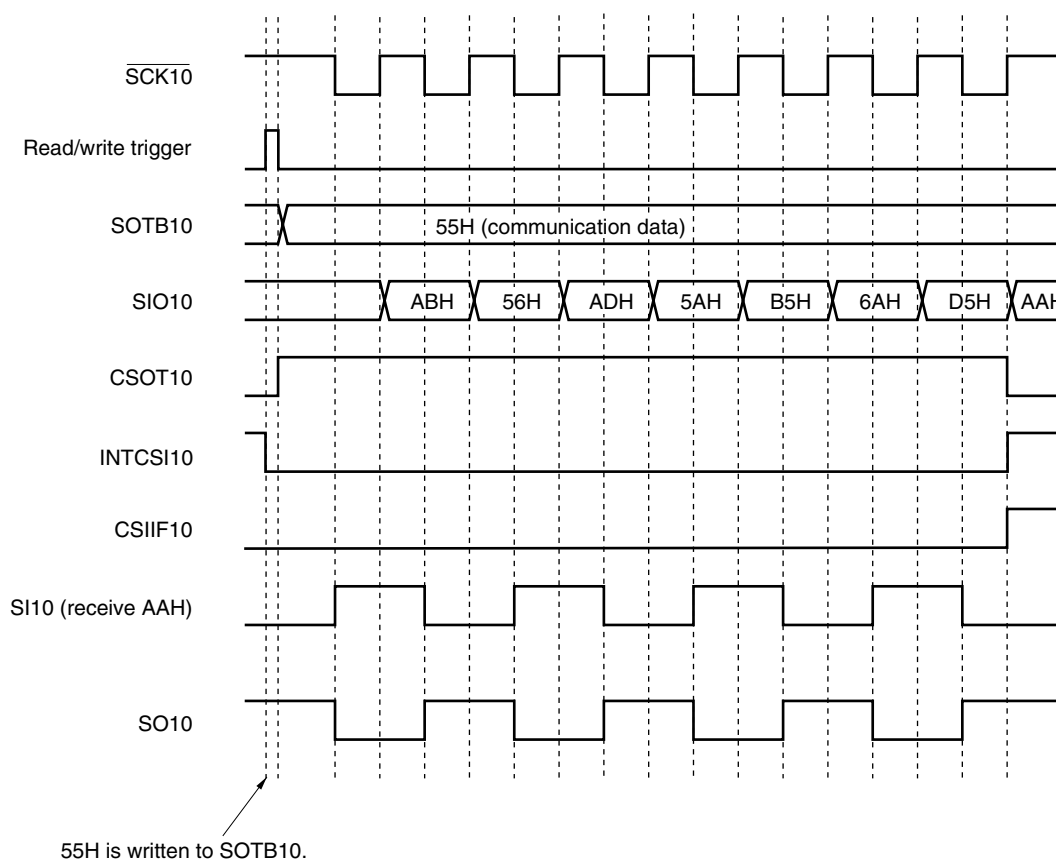 SCK10
Read/write trigger
SOTB10
55H (communication data)
SIO10
ABH
56H
ADH
5AH
B5H
6AH
D5H
AAH
CSOT10
INTCSI10
CSIIF10
SI10 (receive AAH)
SO10
55H is written to SOTB10.